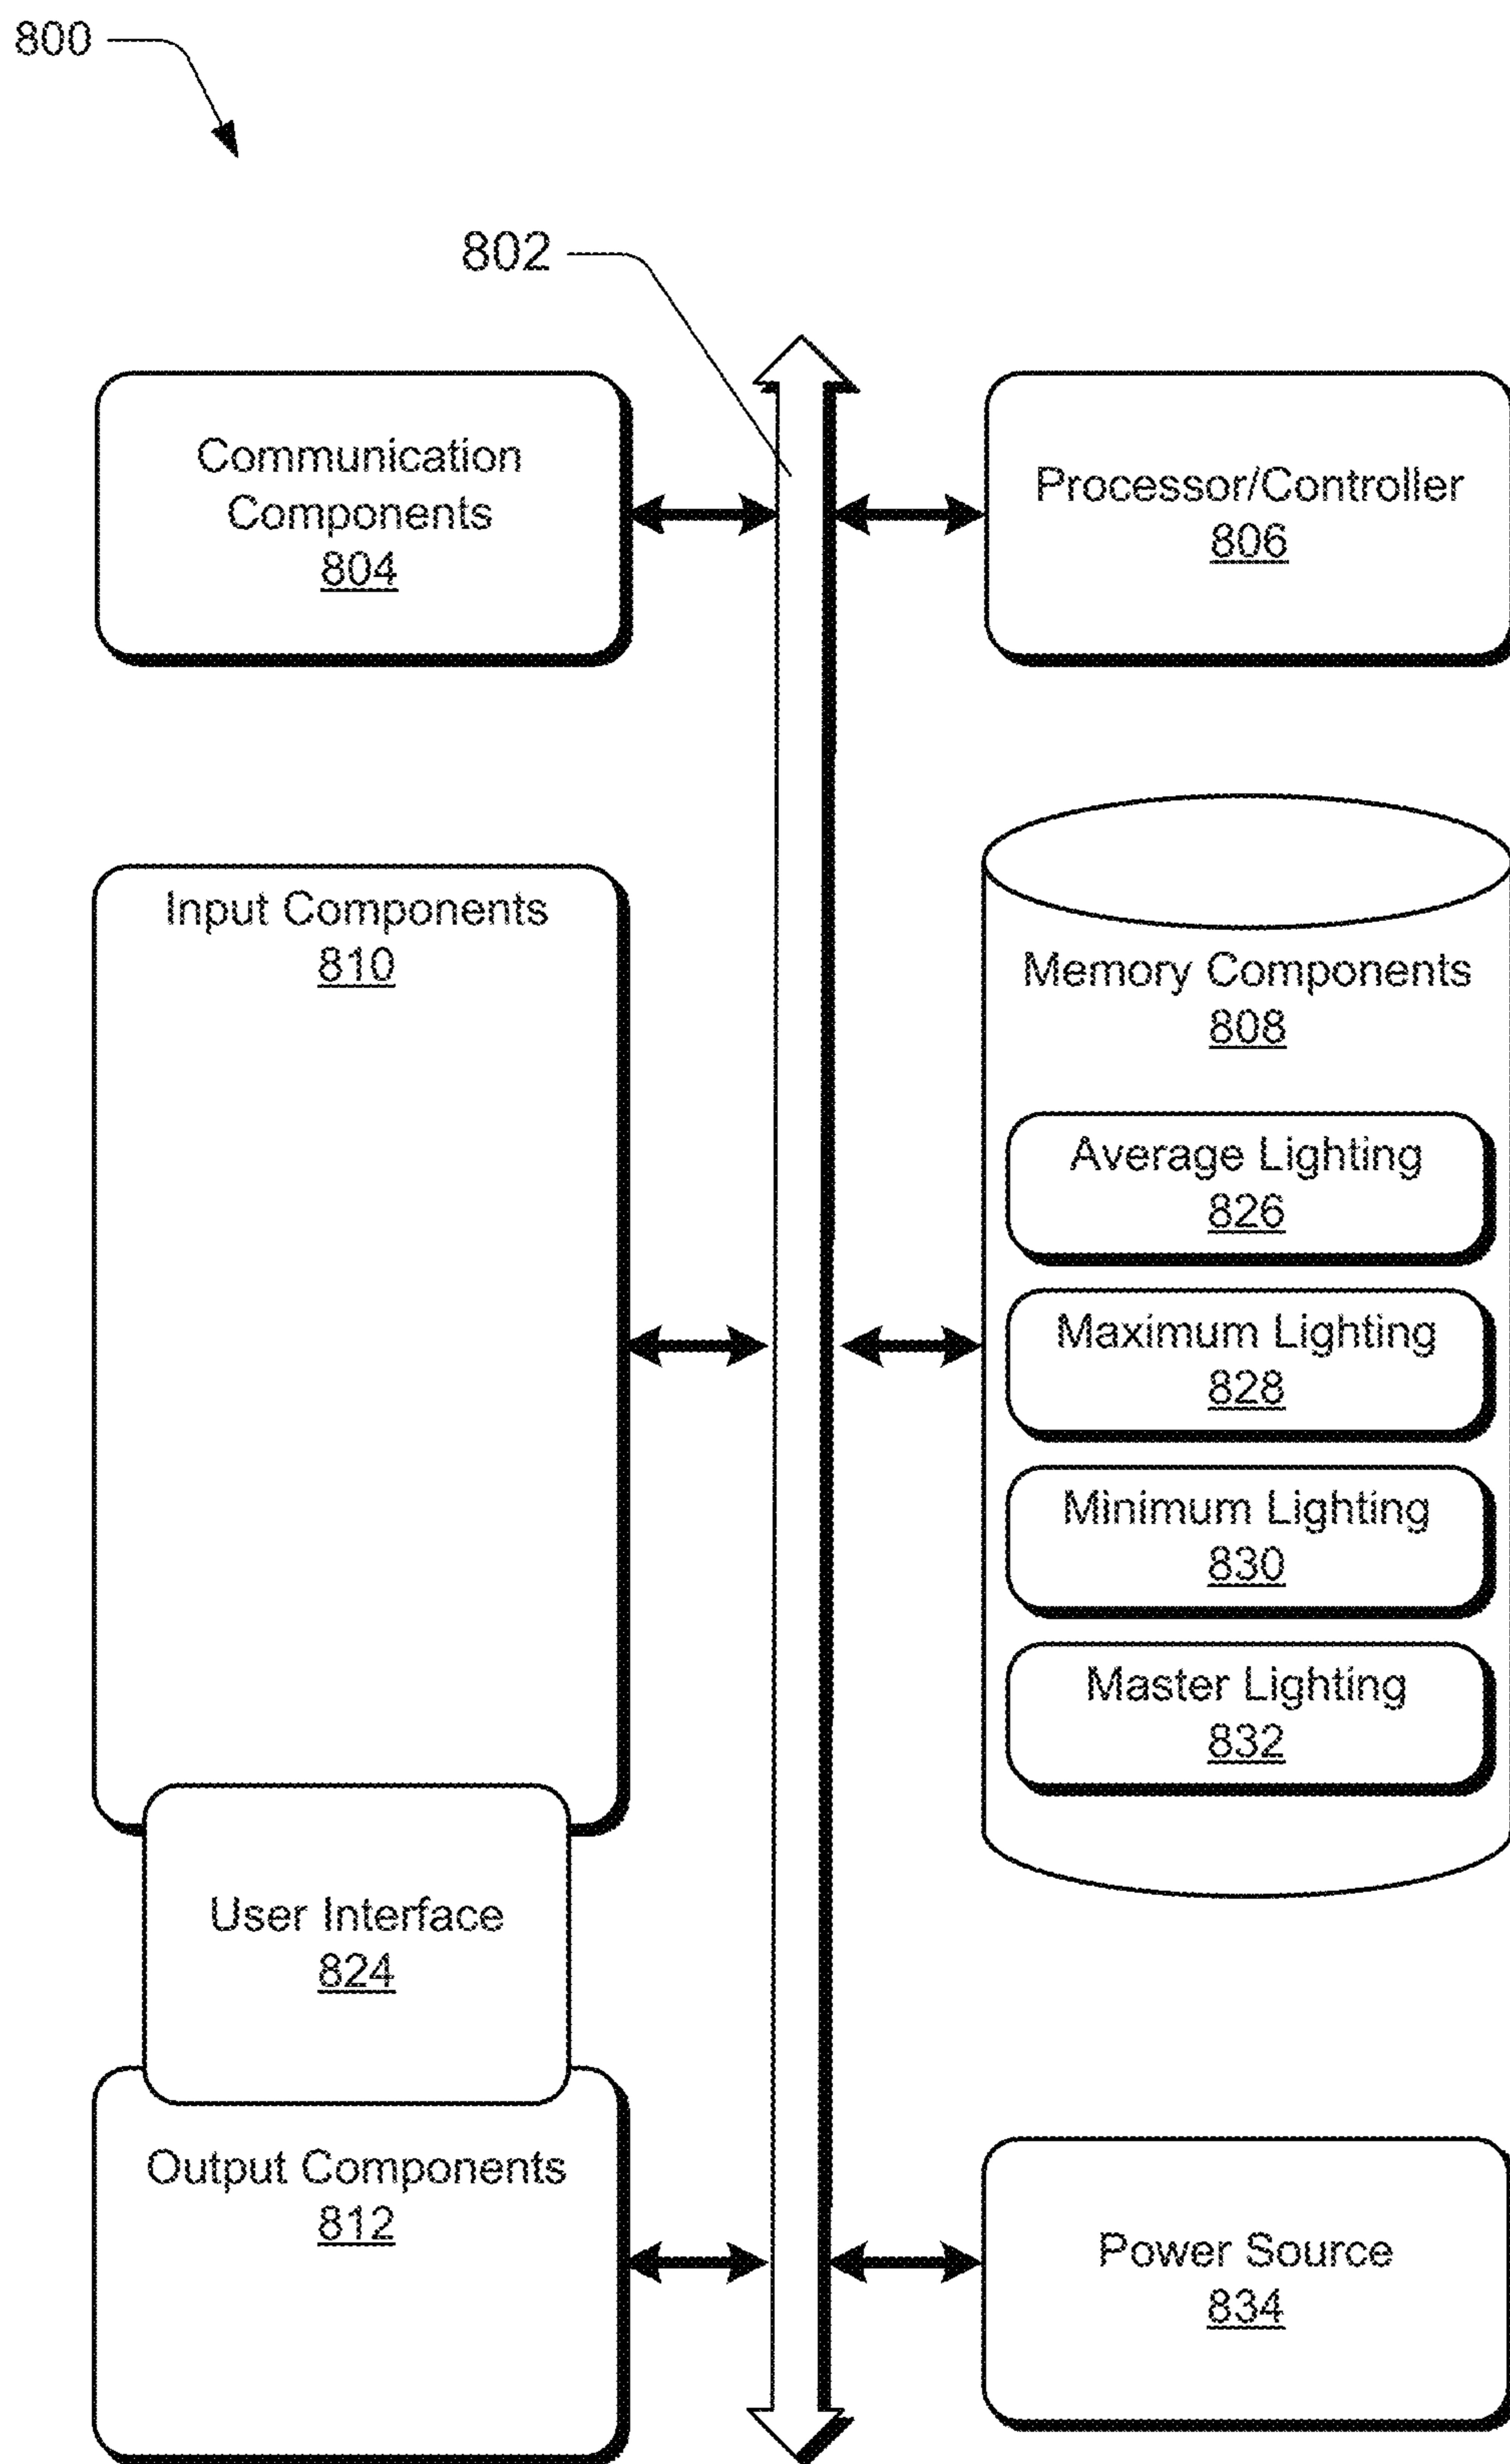 800
802
Communication
Components
804
Processor/Controller
806
Input Components
810
Memory Components
808
Average Lighting
826
Maximum Lighting
828
Minimum Lighting
830
Master Lighting
832
User Interface
824
Output Components
812
Power Source
834